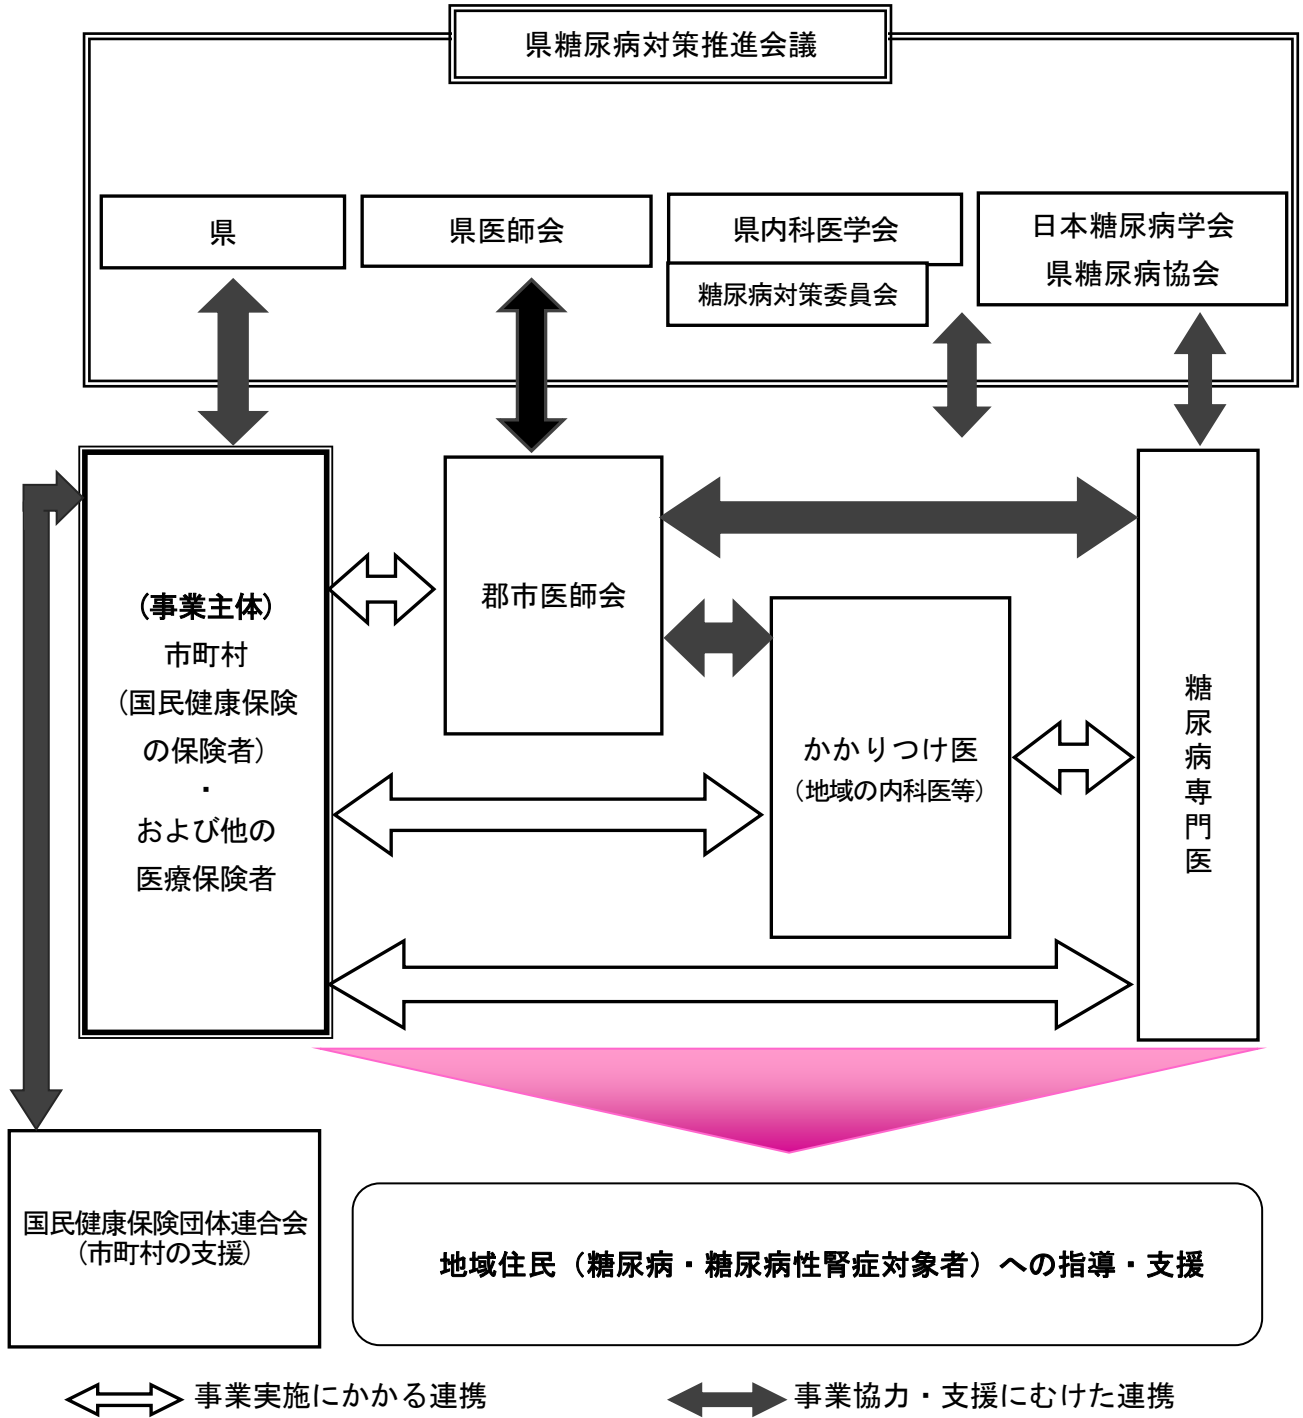 県糖尿病対策推進会議
県
県医師会
県内科医学会
糖尿病対策委員会
日本糖尿病学会
県糖尿病協会
(事業主体)
市町村
(国民健康保険
の保険者)
・
および他の
医療保険者
郡市医師会
かかりつけ医
(地域の内科医等)
糖尿病専門医
国民健康保険団体連合会
(市町村の支援)
地域住民（糖尿病・糖尿病性腎症対象者）への指導・支援
事業実施にかかる連携
事業協力・支援にむけた連携